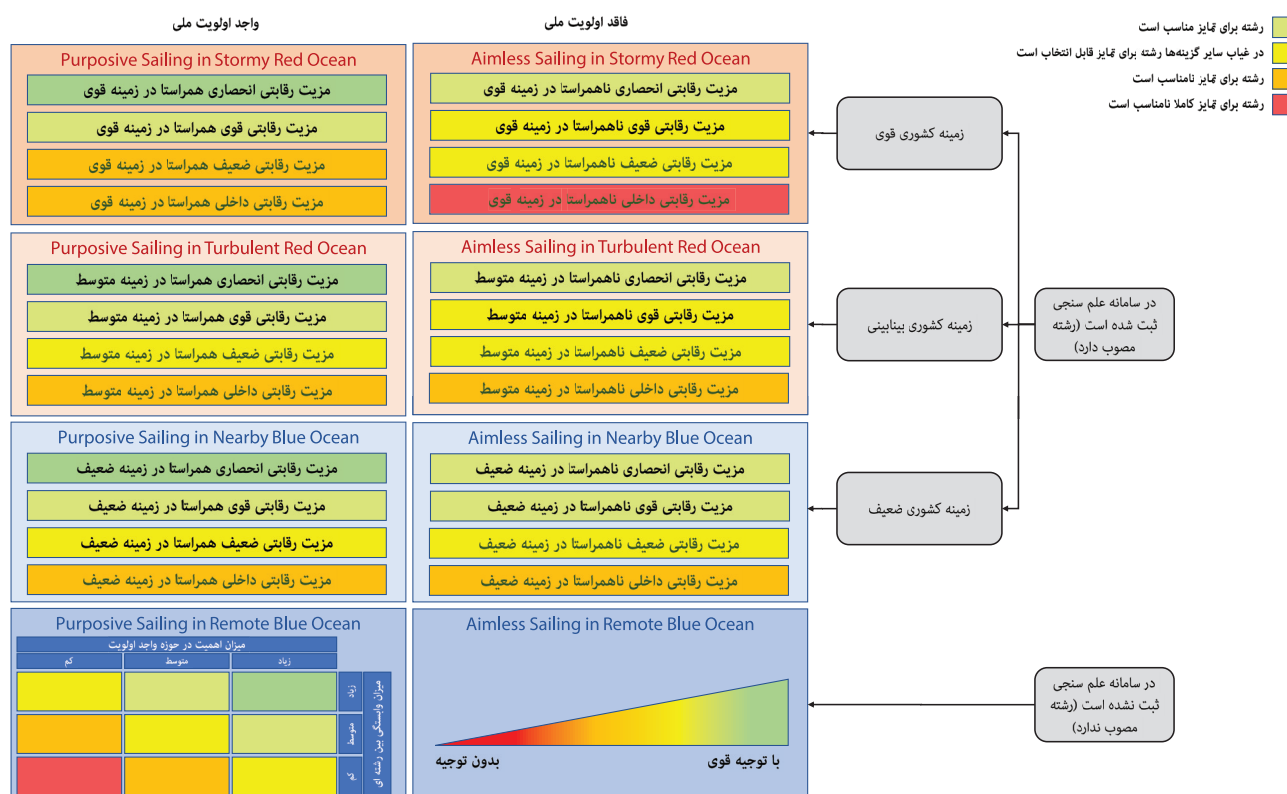 واجد اولویت ملی
فاقد اولویت ملی
رشته برای تمایز مناسب است
در غیاب سایر گزینه‌ها رشته برای تمایز قابل انتخاب است
رشته برای تمایز نامناسب است
رشته برای تمایز کاملا نامناسب است
در سامانه علم سنجی
ثبت شده است (رشته
مصوب دارد)
زمینه کشوری قوی
Aimless Sailing in Stormy Red Ocean
مزیت رقابتی انحصاری ناهمراستا در زمینه قوی
مزیت رقابتی قوی ناهمراستا در زمینه قوی
مزیت رقابتی ضعیف ناهمراستا در زمینه قوی
مزیت رقابتی داخلی ناهمراستا در زمینه قوی
Purposive Sailing in Stormy Red Ocean
مزیت رقابتی انحصاری همراستا در زمینه قوی
مزیت رقابتی قوی همراستا در زمینه قوی
مزیت رقابتی ضعیف همراستا در زمینه قوی
مزیت رقابتی داخلی همراستا در زمینه قوی
زمینه کشوری بینابینی
Aimless Sailing in Turbulent Red Ocean
مزیت رقابتی انحصاری ناهمراستا در زمینه متوسط
مزیت رقابتی قوی ناهمراستا در زمینه متوسط
مزیت رقابتی ضعیف ناهمراستا در زمینه متوسط
مزیت رقابتی داخلی ناهمراستا در زمینه متوسط
Purposive Sailing in Turbulent Red Ocean
مزیت رقابتی انحصاری همراستا در زمینه متوسط
مزیت رقابتی قوی همراستا در زمینه متوسط
مزیت رقابتی ضعیف همراستا در زمینه متوسط
مزیت رقابتی داخلی همراستا در زمینه متوسط
زمینه کشوری ضعیف
Aimless Sailing in Nearby Blue Ocean
مزیت رقابتی انحصاری ناهمراستا در زمینه ضعیف
مزیت رقابتی قوی ناهمراستا در زمینه ضعیف
مزیت رقابتی ضعیف ناهمراستا در زمینه ضعیف
مزیت رقابتی داخلی ناهمراستا در زمینه ضعیف
Purposive Sailing in Nearby Blue Ocean
مزیت رقابتی انحصاری همراستا در زمینه ضعیف
مزیت رقابتی قوی همراستا در زمینه ضعیف
مزیت رقابتی ضعیف همراستا در زمینه ضعیف
مزیت رقابتی داخلی همراستا در زمینه ضعیف
در سامانه علم سنجی
ثبت نشده است (رشته
مصوب ندارد)
Aimless Sailing in Remote Blue Ocean
با توجیه قوی
بدون توجیه
Purposive Sailing in Remote Blue Ocean
میزان اهمیت در حوزه واجد اولویت
زیاد
متوسط
کم
میزان وابستگی بین رشته ای
زیاد
متوسط
کم